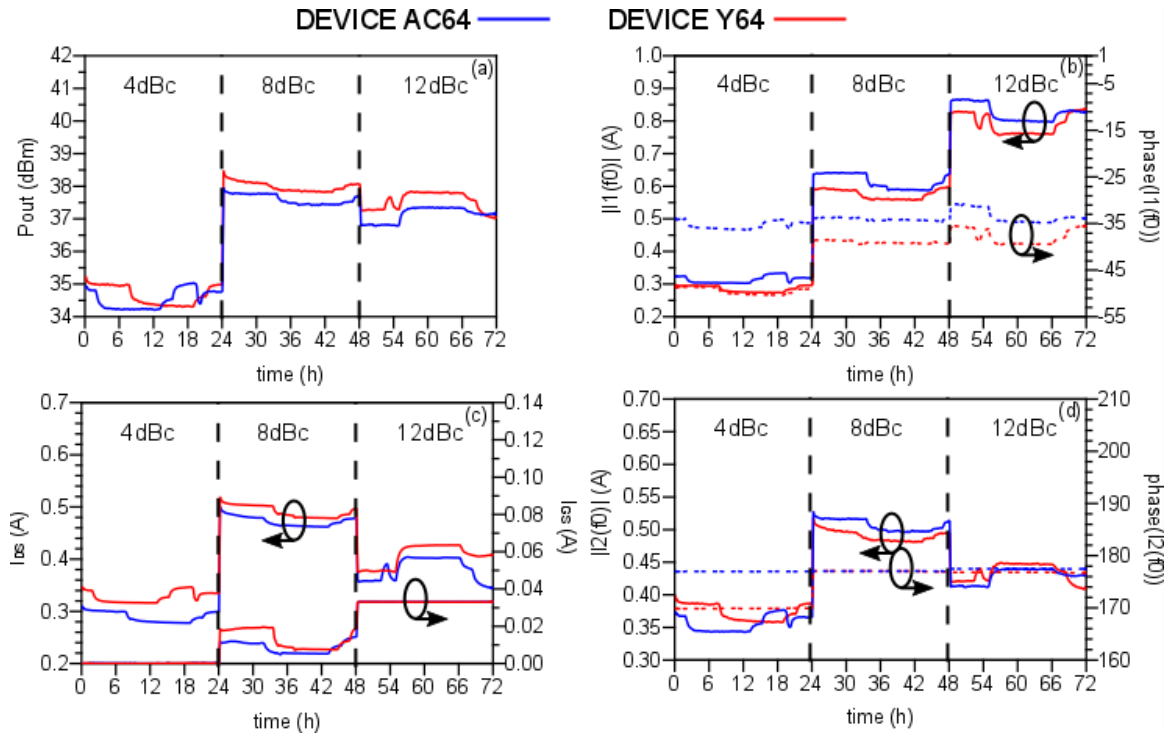 DEVICE AC64 DEVICE Y64
(a)
4dBc 8dBc 12dBc
Pout (dBm)
42
41
40
39
38
37
36
35
34
0 6 12 18 24 30 36 42 48 54 60 66 72
time (h)
(b)
4dBc 8dBc 12dBc
|I1(f0)| (A)
1.0
0.9
0.8
0.7
0.6
0.5
0.4
0.3
0.2
phase(I1(f0))
1
-5
-11
-16
-24
-29
-35
-41
-48
-55
0 6 12 18 24 30 36 42 48 54 60 66 72
time (h)
(c)
4dBc 8dBc 12dBc
IDS (A)
0.7
0.6
0.5
0.4
0.3
0.2
IGS (A)
0.14
0.12
0.10
0.08
0.06
0.04
0.02
0.00
0 6 12 18 24 30 36 42 48 54 60 66 72
time (h)
(d)
4dBc 8dBc 12dBc
|I2(f0)| (A)
0.70
0.65
0.60
0.55
0.50
0.45
0.40
0.35
0.30
phase(I2(f0))
210
200
190
180
170
160
0 6 12 18 24 30 36 42 48 54 60 66 72
time (h)